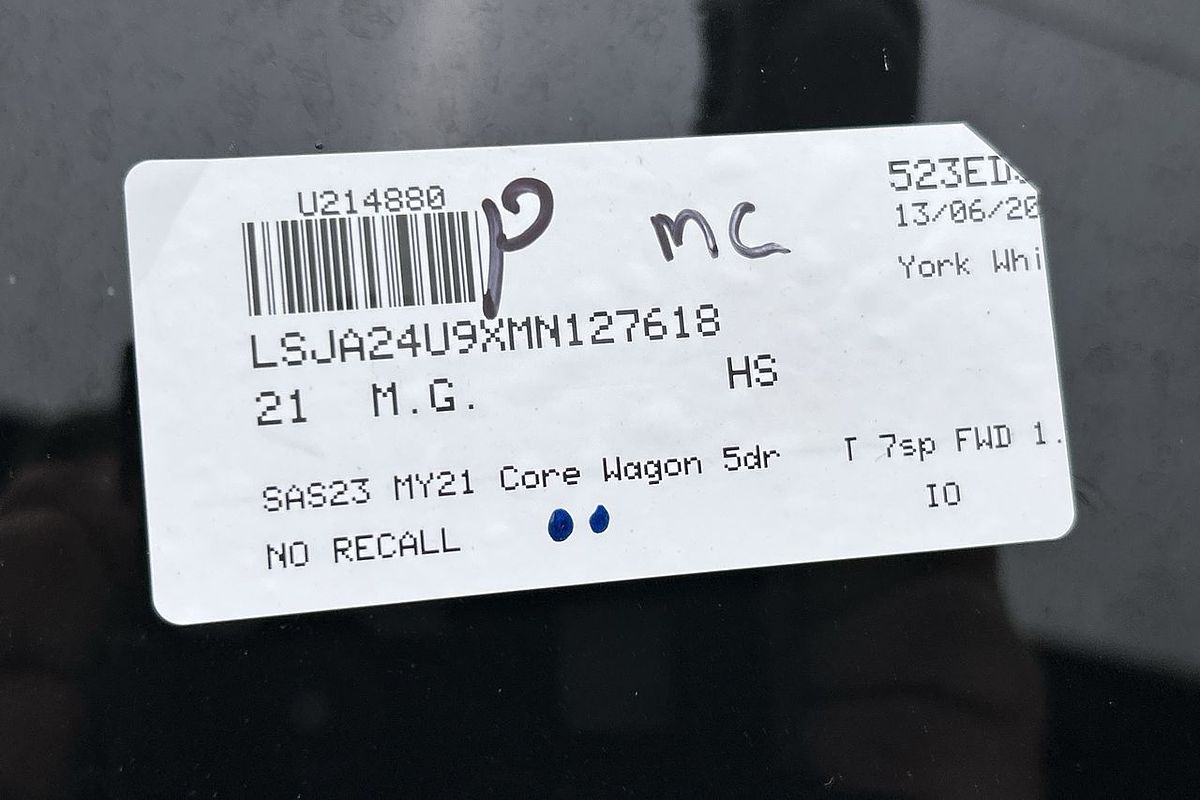 U214880
P mc
523ED
13/06/20
York Whi
LSJA24U9XMN127618
21 M.G. HS
SAS23 MY21 Core Wagon 5dr T 7sp FWD 1.
NO RECALL IO